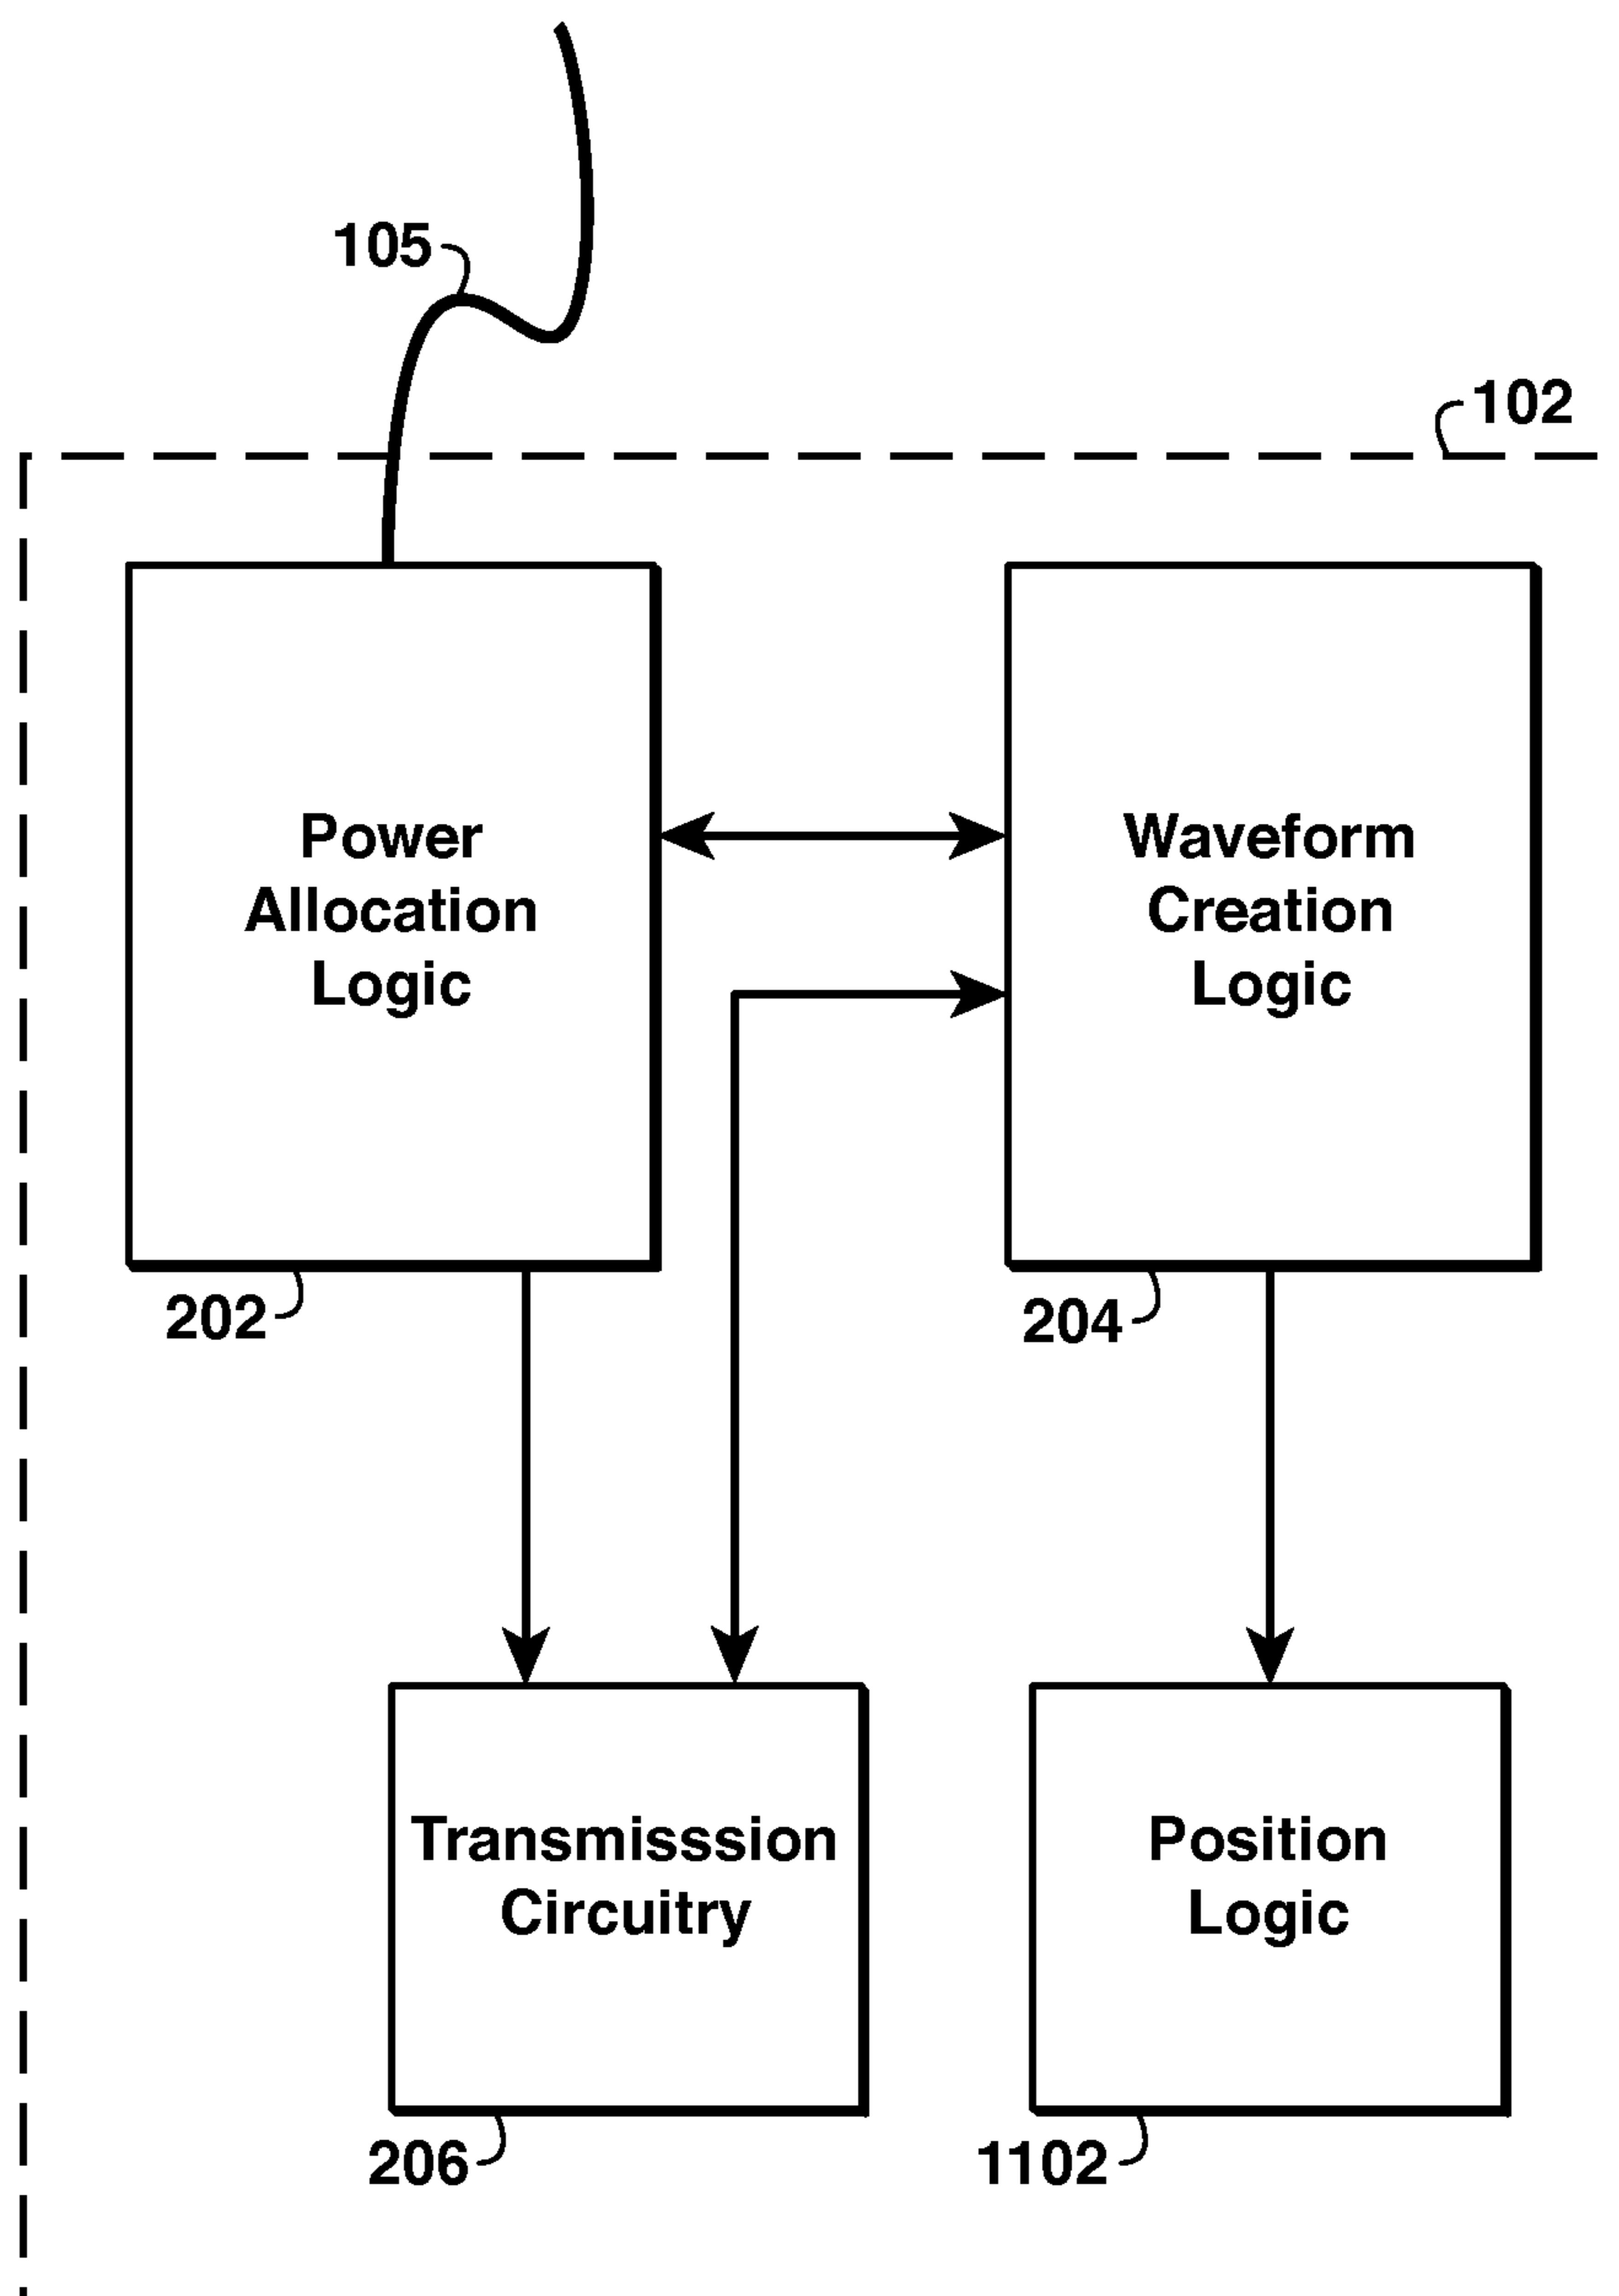 105
102
Power
Allocation
Logic
Waveform
Creation
Logic
202
204
Transmisssion
Circuitry
Position
Logic
206
1102